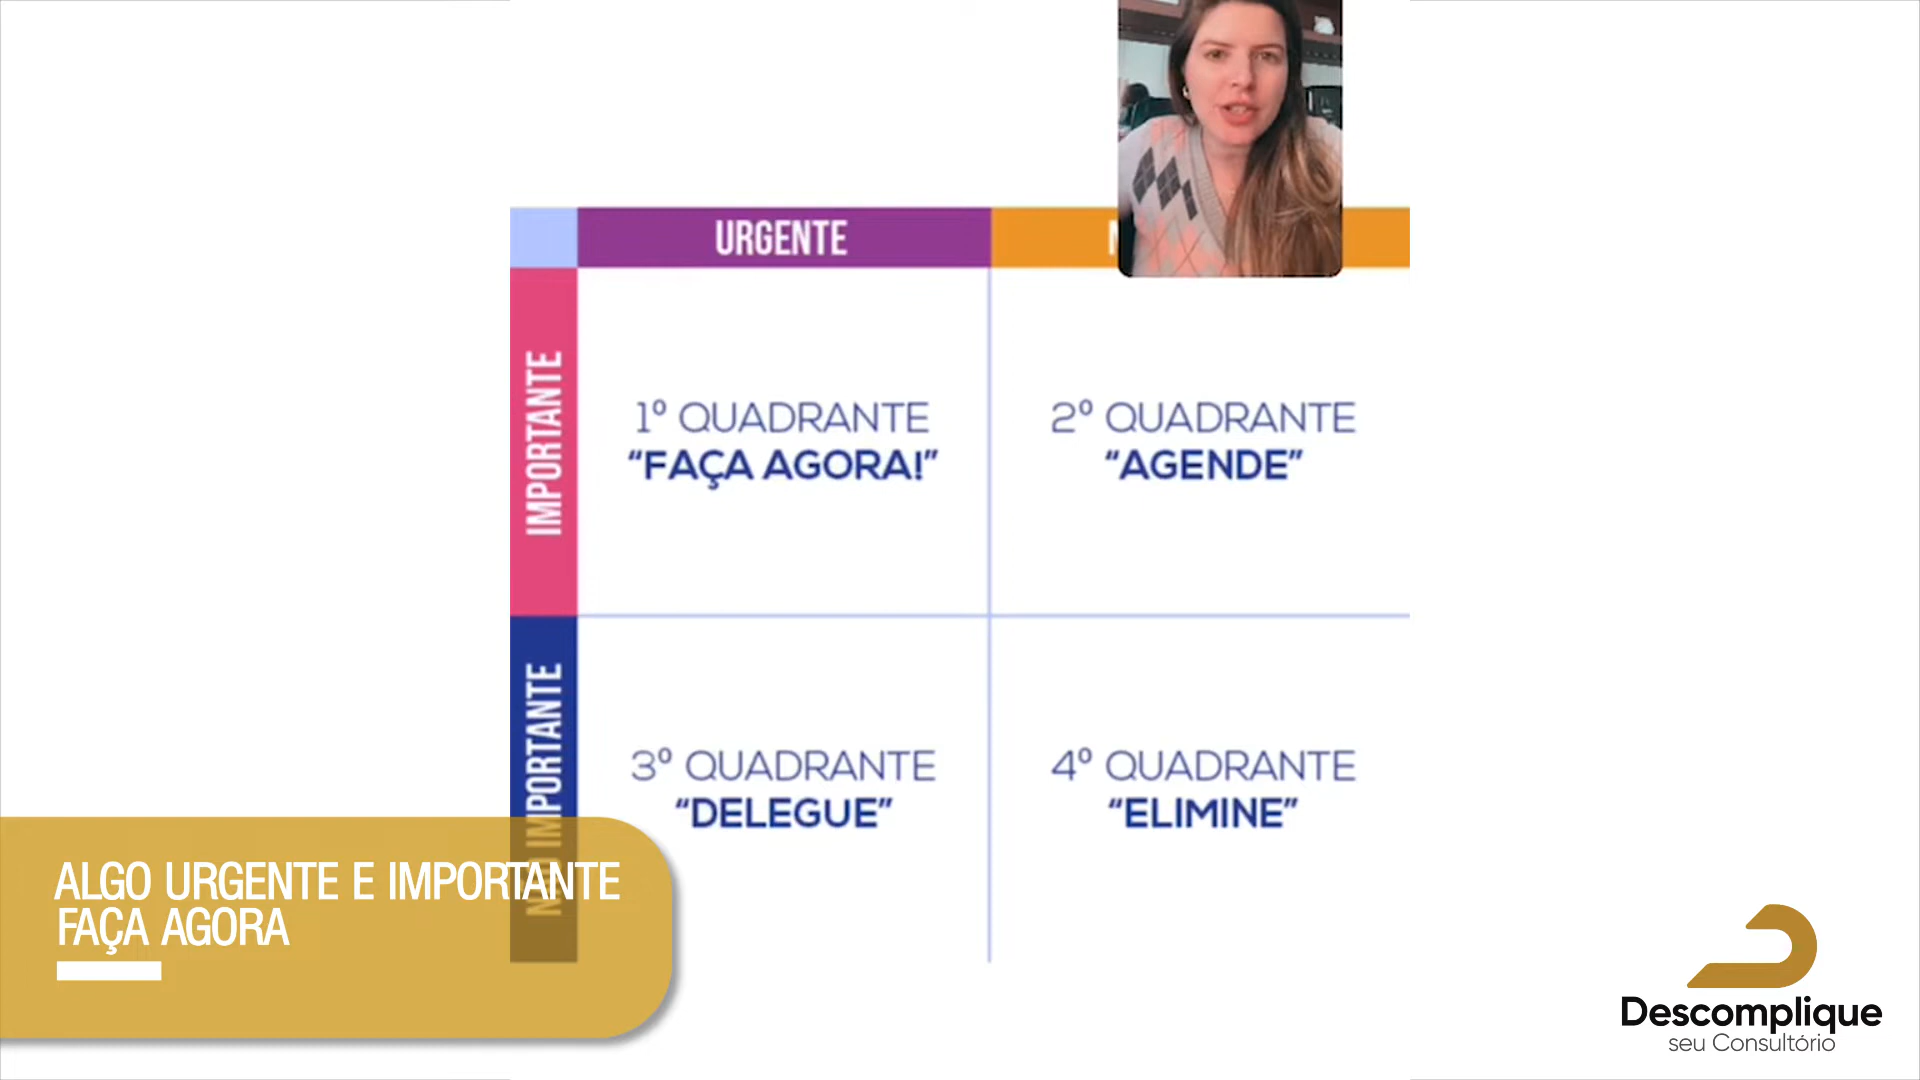 URGENTE
IMPORTANTE
1º QUADRANTE
“FAÇA AGORA!”
2º QUADRANTE
“AGENDE”
NÃO IMPORTANTE
3º QUADRANTE
“DELEGUE”
4º QUADRANTE
“ELIMINE”
ALGO URGENTE E IMPORTANTE
FAÇA AGORA
Descomplique
seu Consultório